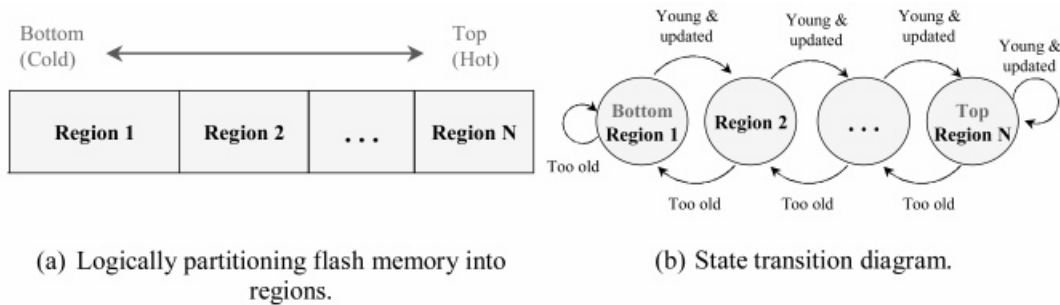 Bottom
(Cold)
Top
(Hot)
Region 1
Region 2
...
Region N
(a) Logically partitioning flash memory into
regions.
Young &
updated
Young &
updated
Young &
updated
Young &
updated
Bottom
Region 1
Region 2
...
Top
Region N
Too old
Too old
Too old
Too old
(b) State transition diagram.